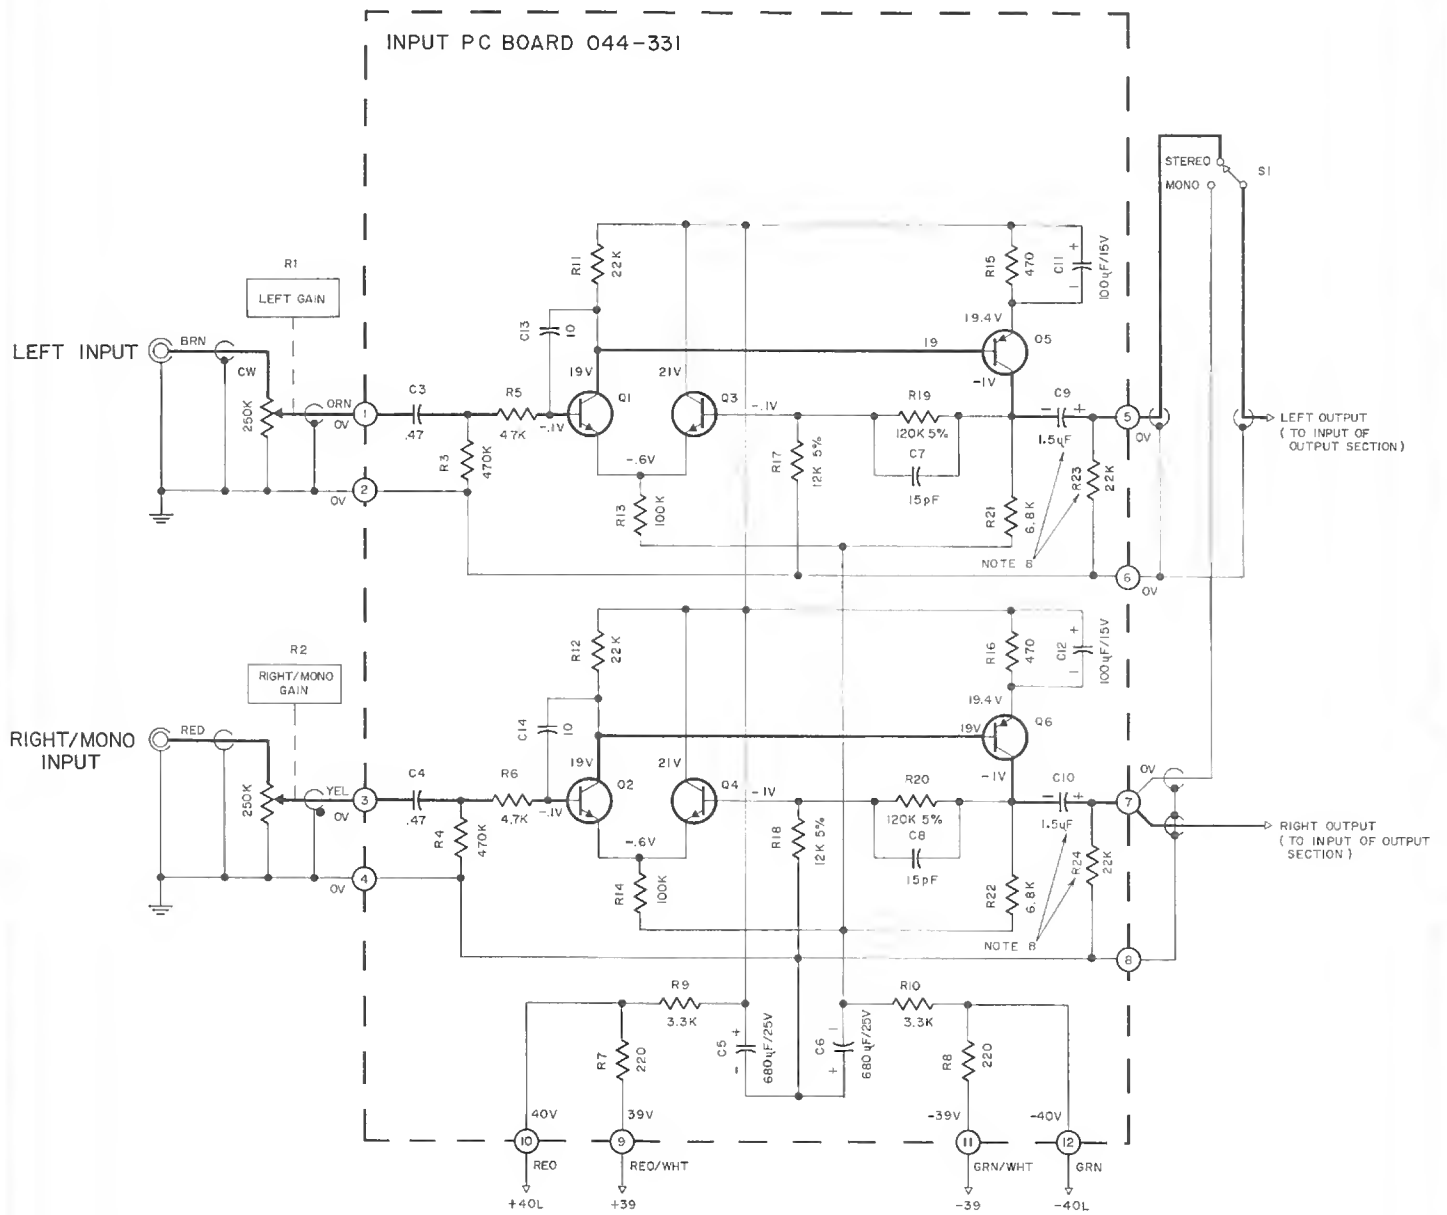 INPUT PC BOARD 044-331
STEREO
S1
MONO
R11
22K
R15
470
+
C11
-
100µF/15V
R1
LEFT GAIN
C13
10
19.4V
LEFT INPUT
BRN
CW
19
Q5
19V
21V
-1V
250K
ORN
1
0V
C3
.47
R5
4.7K
-.1V
Q1
Q3
-.1V
R19
120K 5%
C7
15pF
- C9 +
1.5µF
5
0V
LEFT OUTPUT
(TO INPUT OF
OUTPUT SECTION)
R3
470K
-.6V
R17
12K 5%
R23
22K
2
0V
R13
100K
R21
6.8K
NOTE 8
6
0V
R12
22K
R16
470
+
C12
-
100µF/15V
R2
RIGHT/MONO
GAIN
C14
10
19.4V
RIGHT/MONO
INPUT
RED
19V
Q6
19V
21V
-1V
250K
YEL
3
0V
C4
.47
R6
4.7K
-.1V
Q2
Q4
-.1V
R20
120K 5%
C8
15pF
- C10 +
1.5µF
0V
7
RIGHT OUTPUT
(TO INPUT OF OUTPUT
SECTION)
R4
470K
-.6V
R18
12K 5%
R24
22K
4
0V
R14
100K
R22
6.8K
NOTE 8
8
R9
3.3K
R10
3.3K
R7
220
+
C5
-
680µF/25V
-
C6
+
680µF/25V
R8
220
40V
39V
-39V
-40V
10
9
11
12
RED
RED/WHT
GRN/WHT
GRN
+40L
+39
-39
-40L